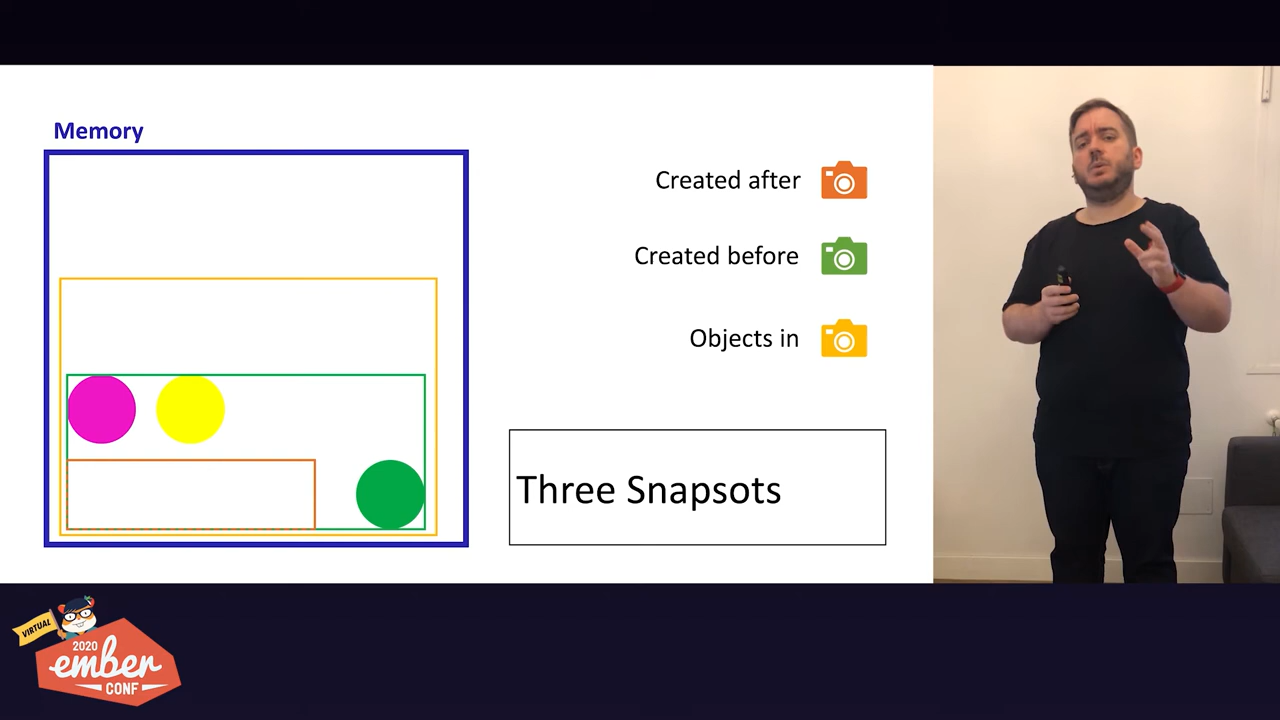 Memory
Created after
Created before
Objects in
Three Snapsots
VIRTUAL
2020
ember
CONF